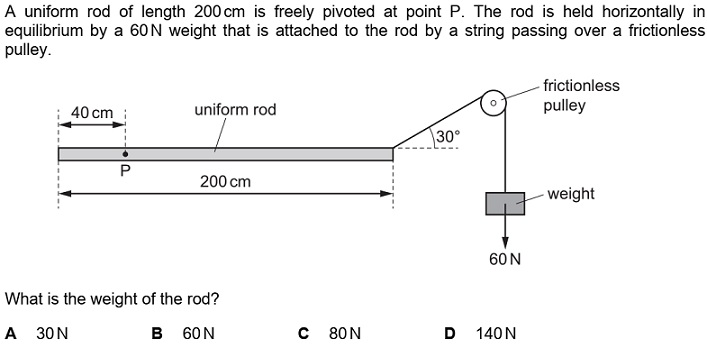 A uniform rod of length 200 cm is freely pivoted at point P. The rod is held horizontally in
equilibrium by a 60 N weight that is attached to the rod by a string passing over a frictionless
pulley.
frictionless
pulley
40 cm
uniform rod
30°
P
200 cm
weight
60 N
What is the weight of the rod?
A 30 N B 60 N C 80 N D 140 N